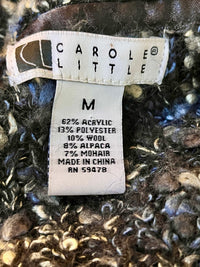 CAROLE®
LITTLE
M
62% ACRYLIC
13% POLYESTER
10% WOOL
8% ALPACA
7% MOHAIR
MADE IN CHINA
RN 59478